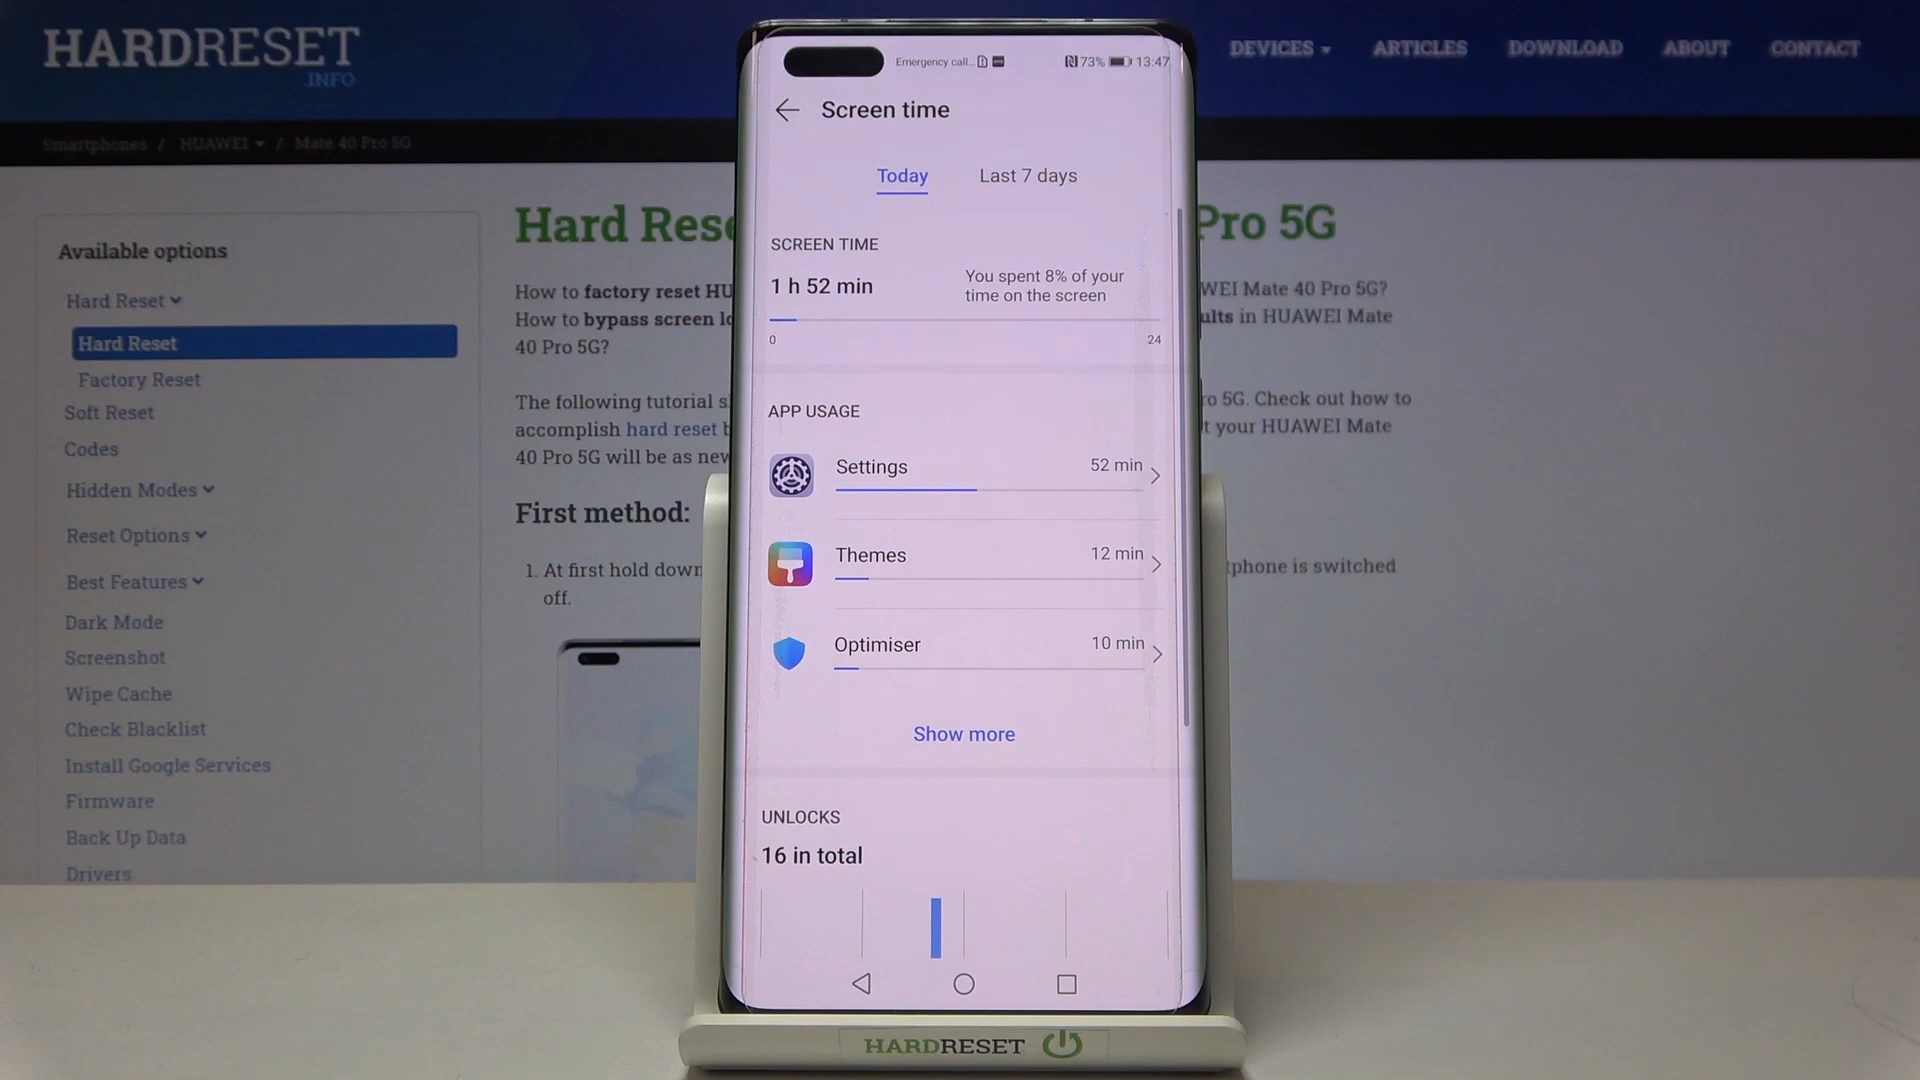 HARDRESET
.INFO
DEVICES ARTICLES DOWNLOAD ABOUT CONTACT
Smartphones / HUAWEI / Mate 40 Pro 5G
Available options
Hard Reset
Hard Reset
Factory Reset
Soft Reset
Codes
Hidden Modes
Reset Options
Best Features
Dark Mode
Screenshot
Wipe Cache
Check Blacklist
Install Google Services
Firmware
Back Up Data
Drivers
Hard Res
Pro 5G
How to factory reset HU
WEI Mate 40 Pro 5G?
How to bypass screen
ults in HUAWEI Mate
40 Pro 5G?
The following tutorial
ro 5G. Check out how to
accomplish hard reset
t your HUAWEI Mate
40 Pro 5G will be as new
First method:
1. At first hold down
tphone is switched
off.
Emergency call... 73% 13:47
Screen time
Today Last 7 days
SCREEN TIME
1 h 52 min
You spent 8% of your
time on the screen
0 24
APP USAGE
Settings 52 min
Themes 12 min
Optimiser 10 min
Show more
UNLOCKS
16 in total
HARDRESET